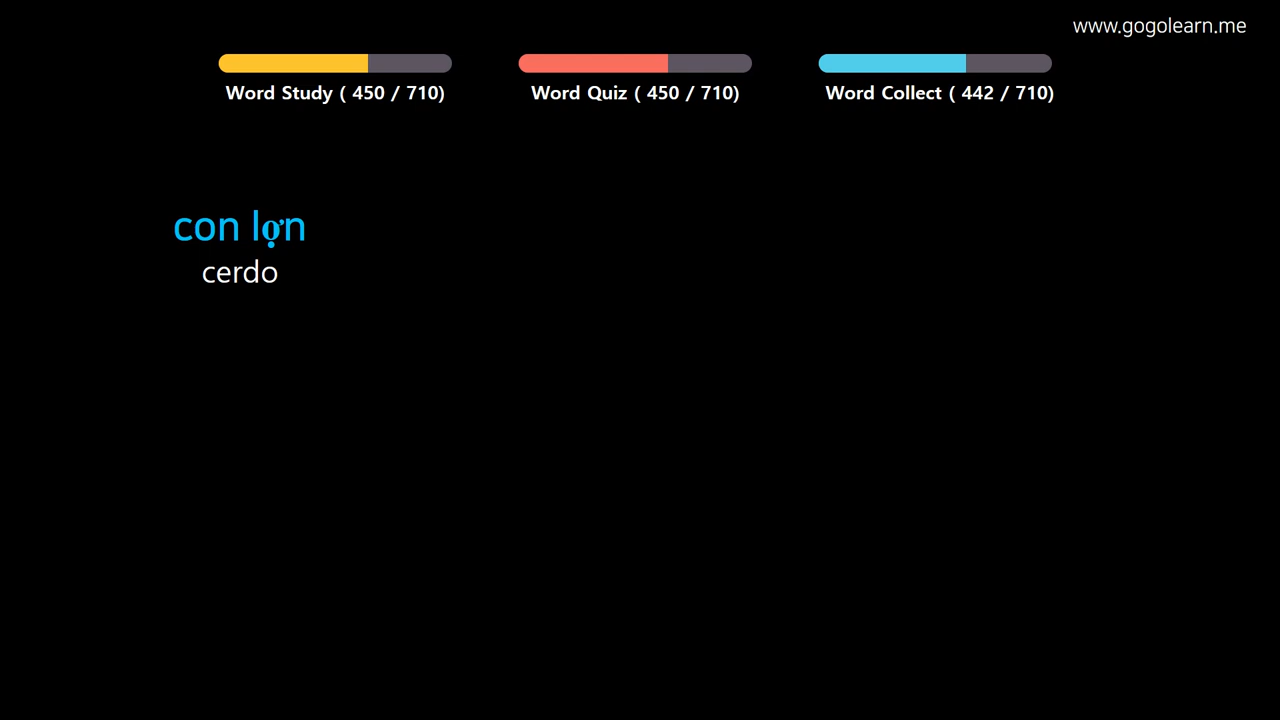 www.gogolearn.me
Word Study ( 450 / 710)
Word Quiz ( 450 / 710)
Word Collect ( 442 / 710)
con lợn
cerdo